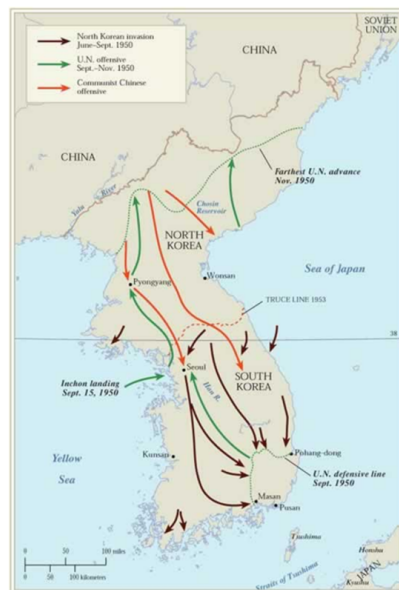 North Korean invasion
June–Sept. 1950
U.N. offensive
Sept.–Nov. 1950
Communist Chinese
offensive
SOVIET
UNION
CHINA
CHINA
Farthest U.N. advance
Nov. 1950
Yalu River
Chosin
Reservoir
NORTH
KOREA
Wonsan
Sea of Japan
Pyongyang
TRUCE LINE 1953
38
Inchon landing
Sept. 15, 1950
Seoul
Han R.
SOUTH
KOREA
Yellow
Sea
Kunsan
Pohang-dong
U.N. defensive line
Sept. 1950
Masan
Pusan
Tsushima
Honshu
JAPAN
Kyushu
Straits of Tsushima
0 50 100 miles
0 50 100 kilometers